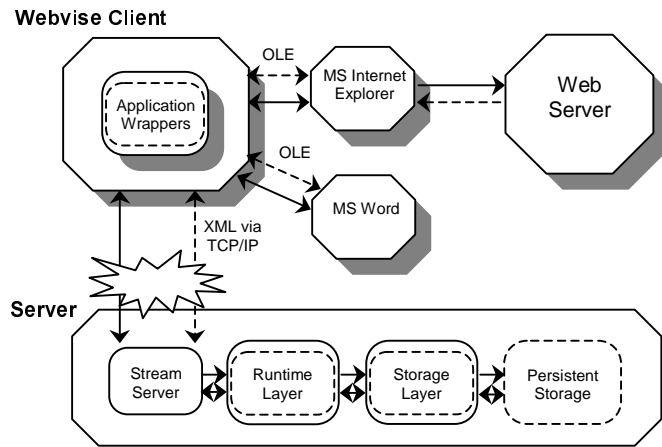 Webvise Client
OLE
MS Internet
Explorer
Web
Server
Application
Wrappers
OLE
MS Word
XML via
TCP/IP
Server
Stream
Server
Runtime
Layer
Storage
Layer
Persistent
Storage